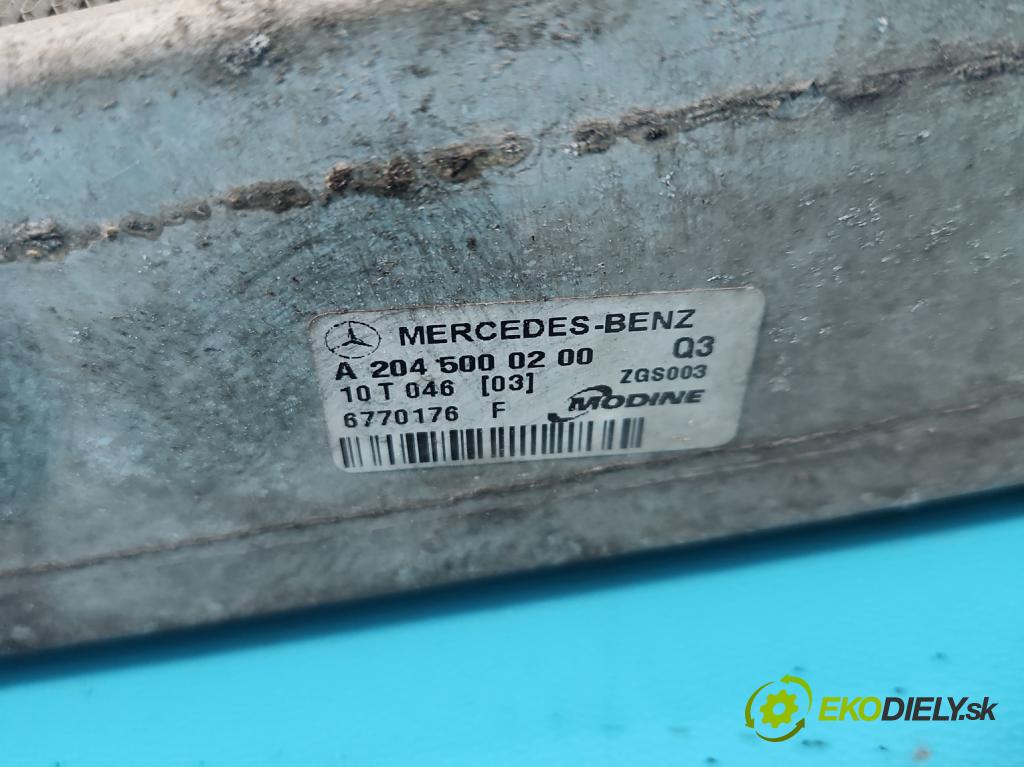 MERCEDES-BENZ
A 204 500 02 00 Q3
10 T 046 [03] ZGS003
6770176 F MODINE
EKODIELY.sk